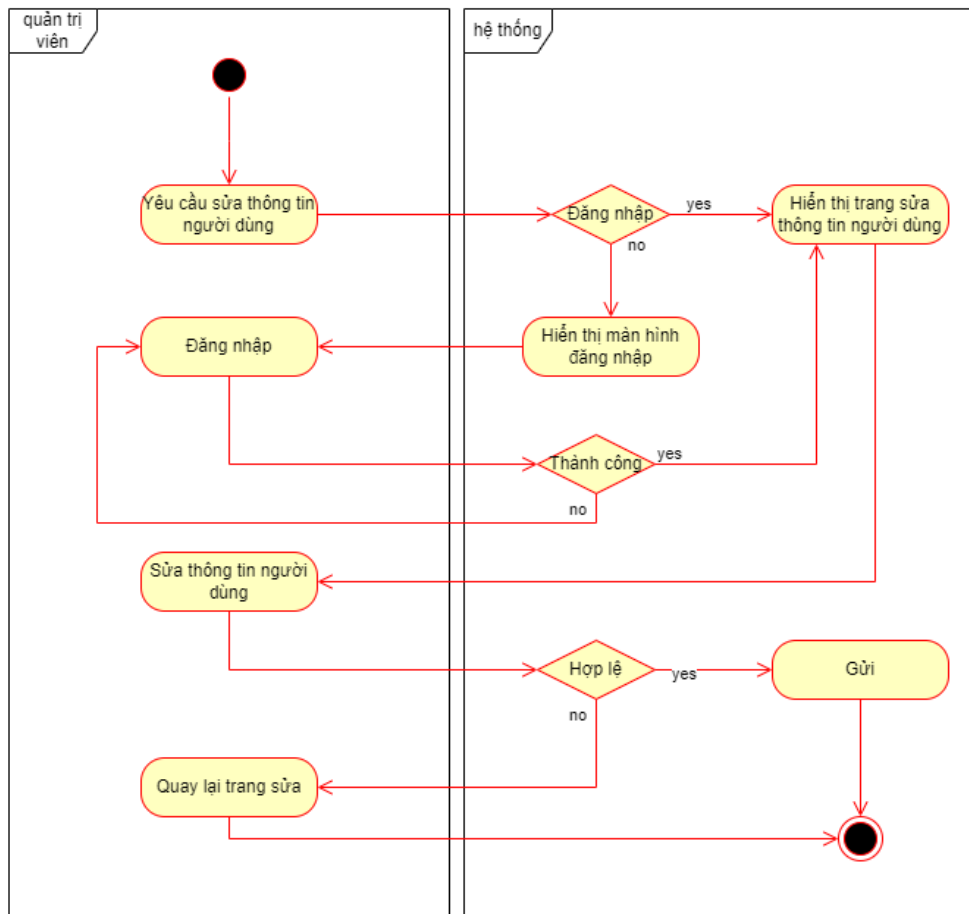 quản trị
viên
hệ thống
Yêu cầu sửa thông tin
người dùng
Đăng nhập
yes
Hiển thị trang sửa
thông tin người dùng
no
Đăng nhập
Hiển thị màn hình
đăng nhập
Thành công
yes
no
Sửa thông tin người
dùng
Hợp lệ
yes
Gửi
no
Quay lại trang sửa